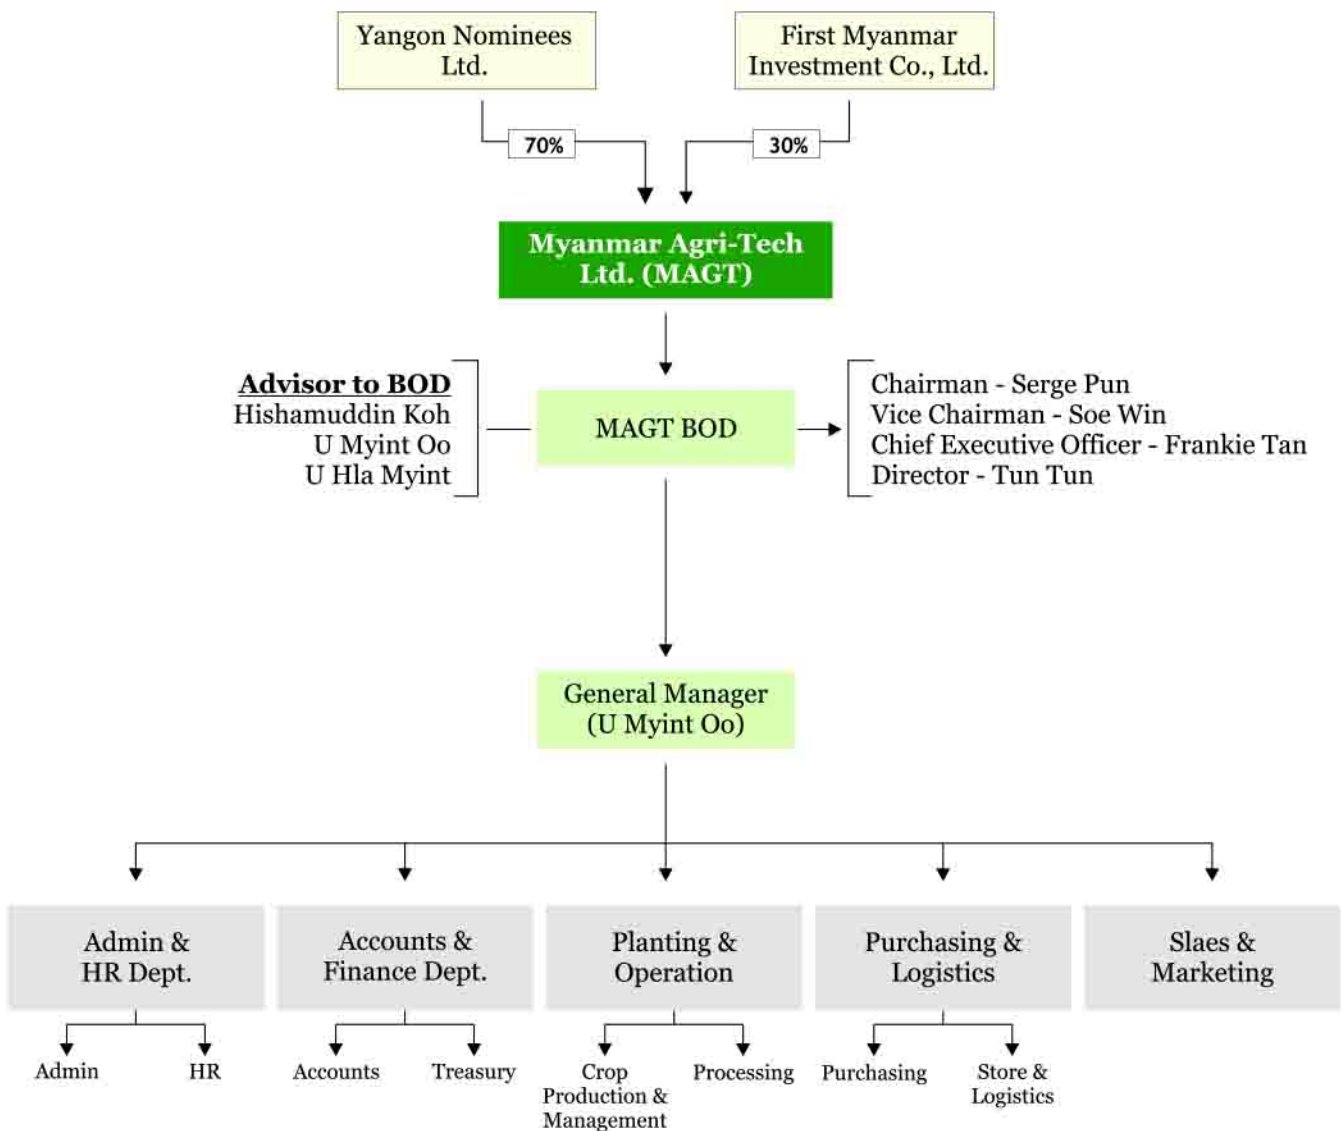 Yangon Nominees
Ltd.
First Myanmar
Investment Co., Ltd.
70%
30%
Myanmar Agri-Tech
Ltd. (MAGT)
Advisor to BOD
Hishamuddin Koh
U Myint Oo
U Hla Myint
MAGT BOD
Chairman - Serge Pun
Vice Chairman - Soe Win
Chief Executive Officer - Frankie Tan
Director - Tun Tun
General Manager
(U Myint Oo)
Admin &
HR Dept.
Accounts &
Finance Dept.
Planting &
Operation
Purchasing &
Logistics
Slaes &
Marketing
Admin
HR
Accounts
Treasury
Crop
Production &
Management
Processing
Purchasing
Store &
Logistics